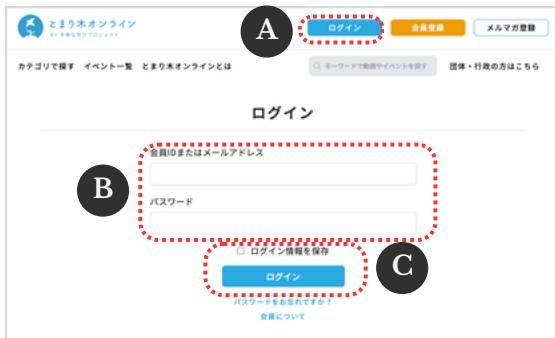 とまり木オンライン
A
ログイン
会員登録
メルマガ登録
カテゴリで探す イベント一覧 とまり木オンラインとは
キーワードで動画やイベントを探す
団体・行政の方はこちら
ログイン
会員IDまたはメールアドレス
B
パスワード
ログイン情報を保存
ログイン
C
パスワードをお忘れですか？
会員について